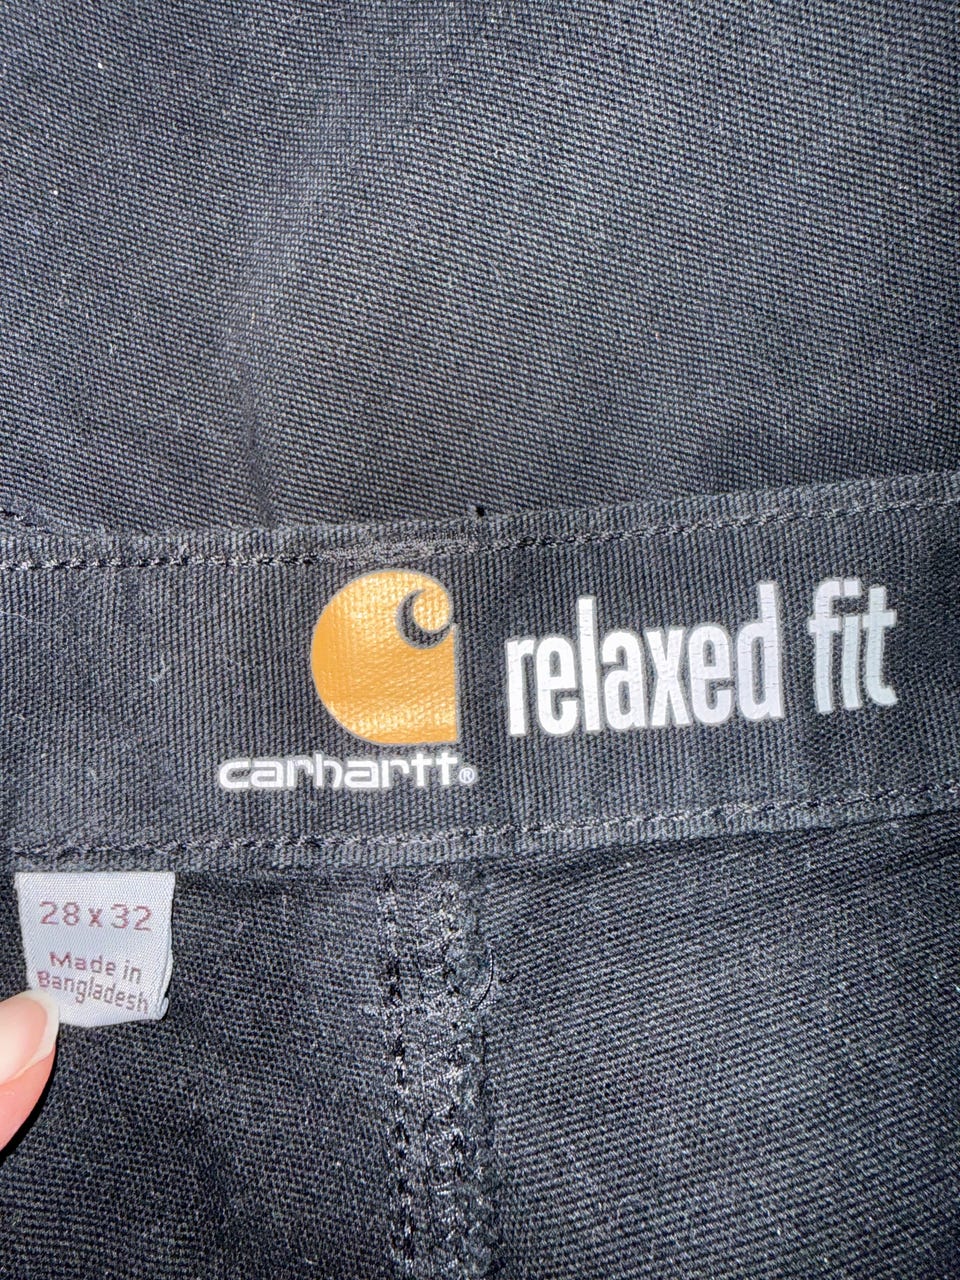 relaxed fit
carhartt®
28 x 32
Made in
Bangladesh